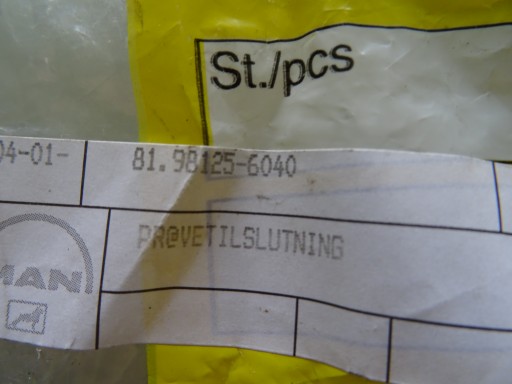 St./pcs
04-01-
81.98125-6040
PR@VETILSLUTNING
MAN